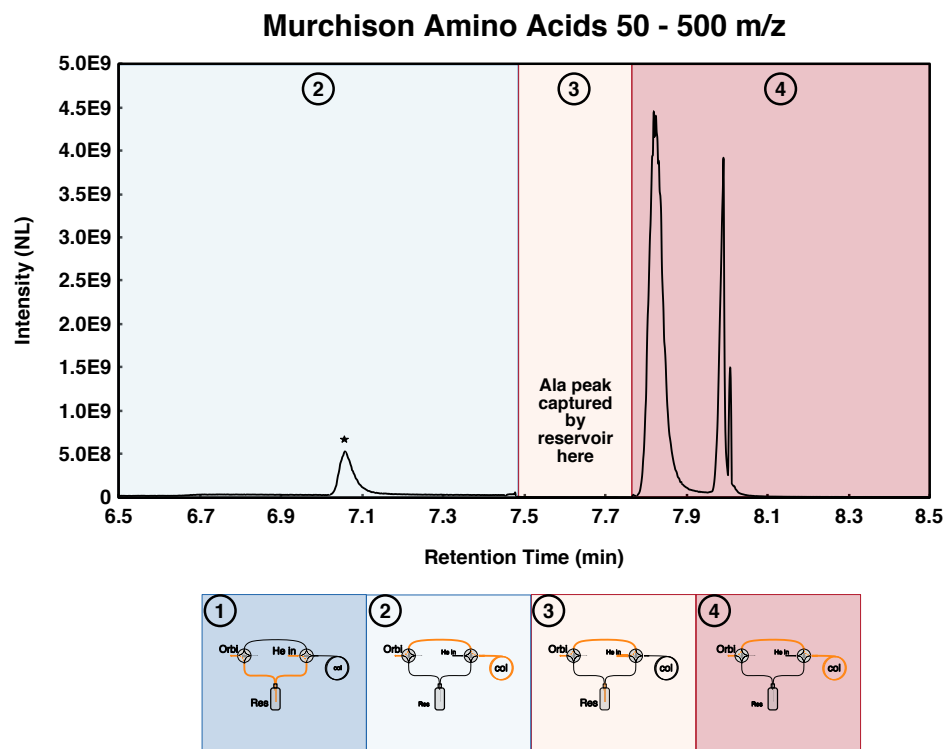 Murchison Amino Acids 50 - 500 m/z
Intensity (NL)
5.0E9
4.5E9
4.0E9
3.5E9
3.0E9
2.5E9
2.0E9
1.5E9
1.0E9
5.0E8
0
2
3
4
Ala peak
captured
by
reservoir
here
6.5 6.7 6.9 7.1 7.3 7.5 7.7 7.9 8.1 8.3 8.5
Retention Time (min)
1
Orbi He in col
Res
2
Orbi He in col
Res
3
Orbi He in col
Res
4
Orbi He in col
Res